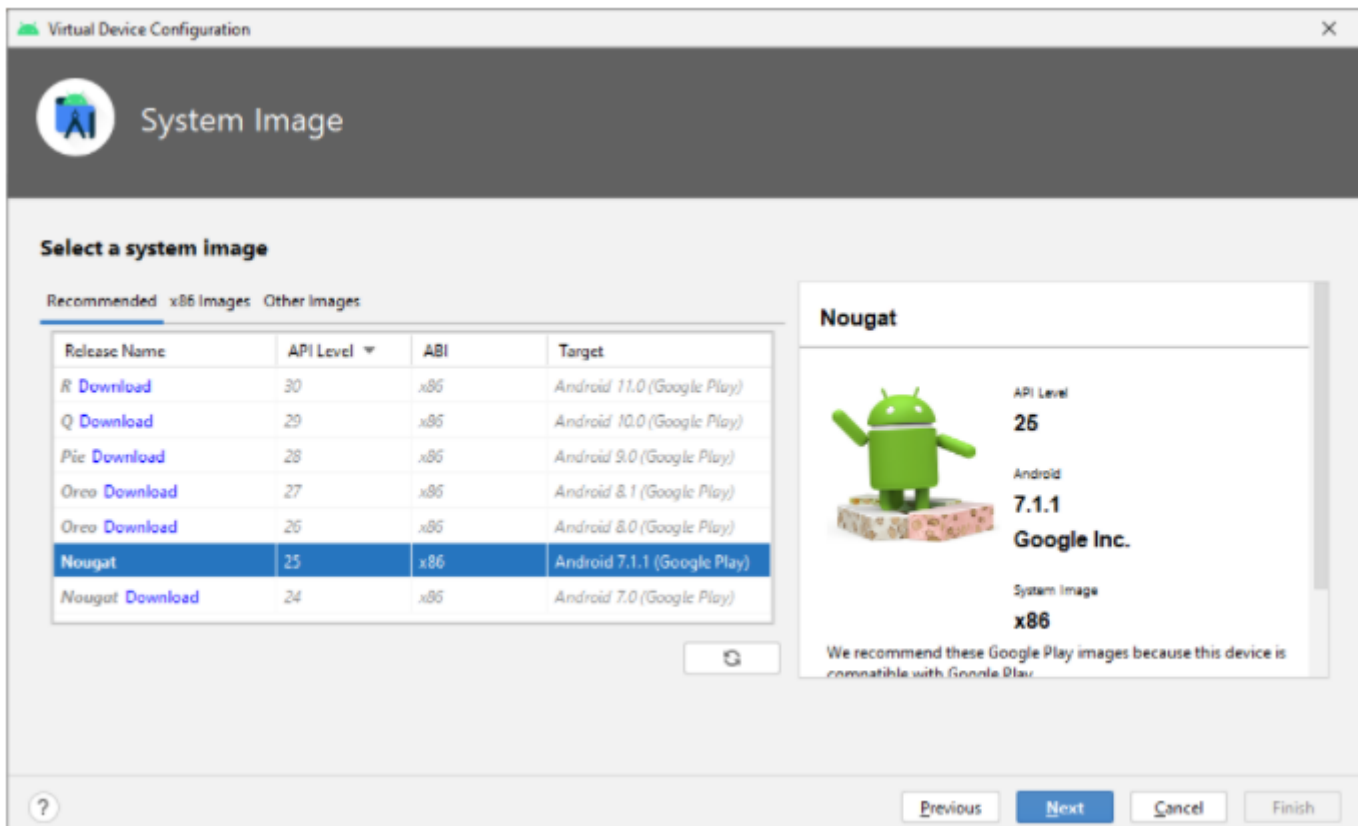 Virtual Device Configuration
System Image
Select a system image
Recommended x86 Images Other Images
Release Name API Level ABI Target
R Download 30 x86 Android 11.0 (Google Play)
Q Download 29 x86 Android 10.0 (Google Play)
Pie Download 28 x86 Android 9.0 (Google Play)
Oreo Download 27 x86 Android 8.1 (Google Play)
Oreo Download 26 x86 Android 8.0 (Google Play)
Nougat 25 x86 Android 7.1.1 (Google Play)
Nougat Download 24 x86 Android 7.0 (Google Play)
Nougat
API Level
25
Android
7.1.1
Google Inc.
System Image
x86
We recommend these Google Play images because this device is
compatible with Google Play
?
Previous Next Cancel Finish